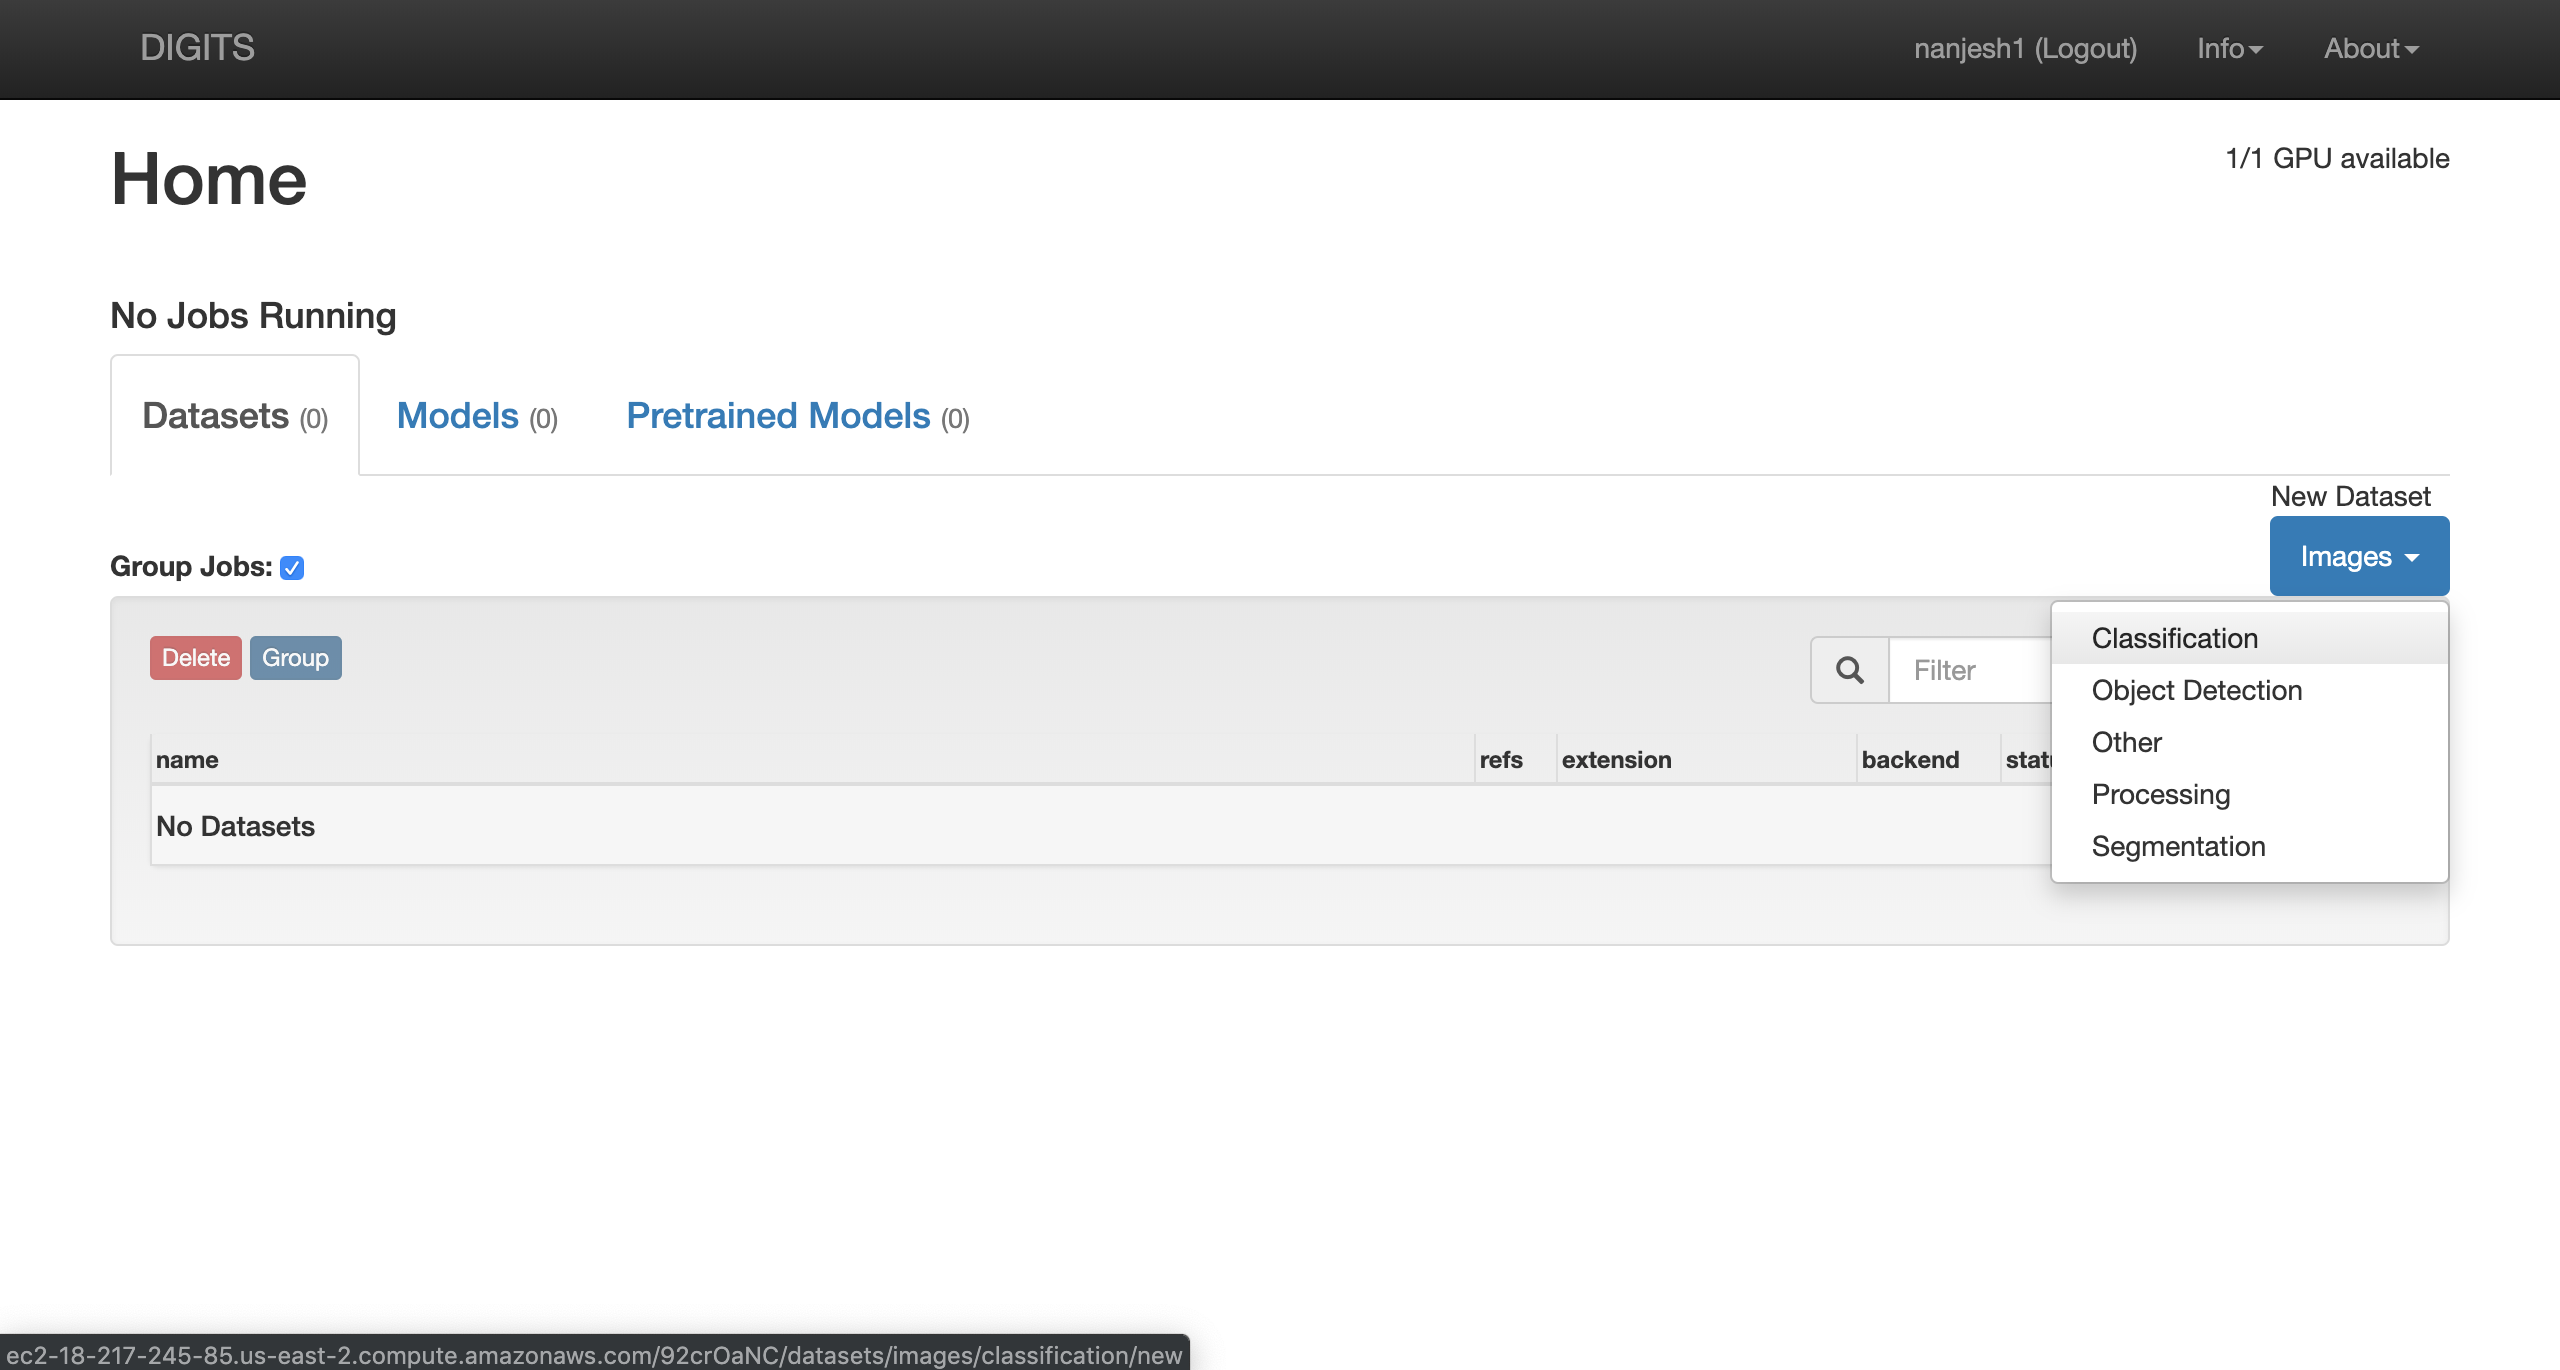 DIGITS
nanjesh1 (Logout)
Info
About
Home
1/1 GPU available
No Jobs Running
Datasets (0)
Models (0)
Pretrained Models (0)
New Dataset
Images
Group Jobs:
Delete
Group
Filter
Classification
Object Detection
Other
Processing
Segmentation
name
refs
extension
backend
No Datasets
ec2-18-217-245-85.us-east-2.compute.amazonaws.com/92crOaNC/datasets/images/classification/new